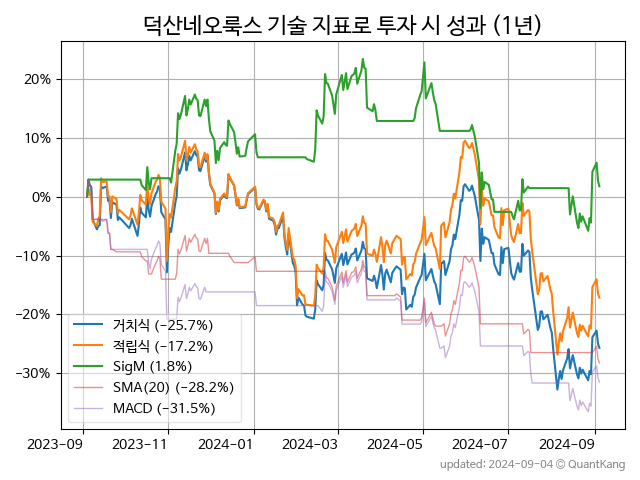 덕산네오룩스 기술 지표로 투자 시 성과 (1년)
20%
10%
0%
−10%
−20%
−30%
거치식 (−25.7%)
적립식 (−17.2%)
SigM (1.8%)
SMA(20) (−28.2%)
MACD (−31.5%)
2023-09 2023-11 2024-01 2024-03 2024-05 2024-07 2024-09
updated: 2024-09-04 © QuantKang